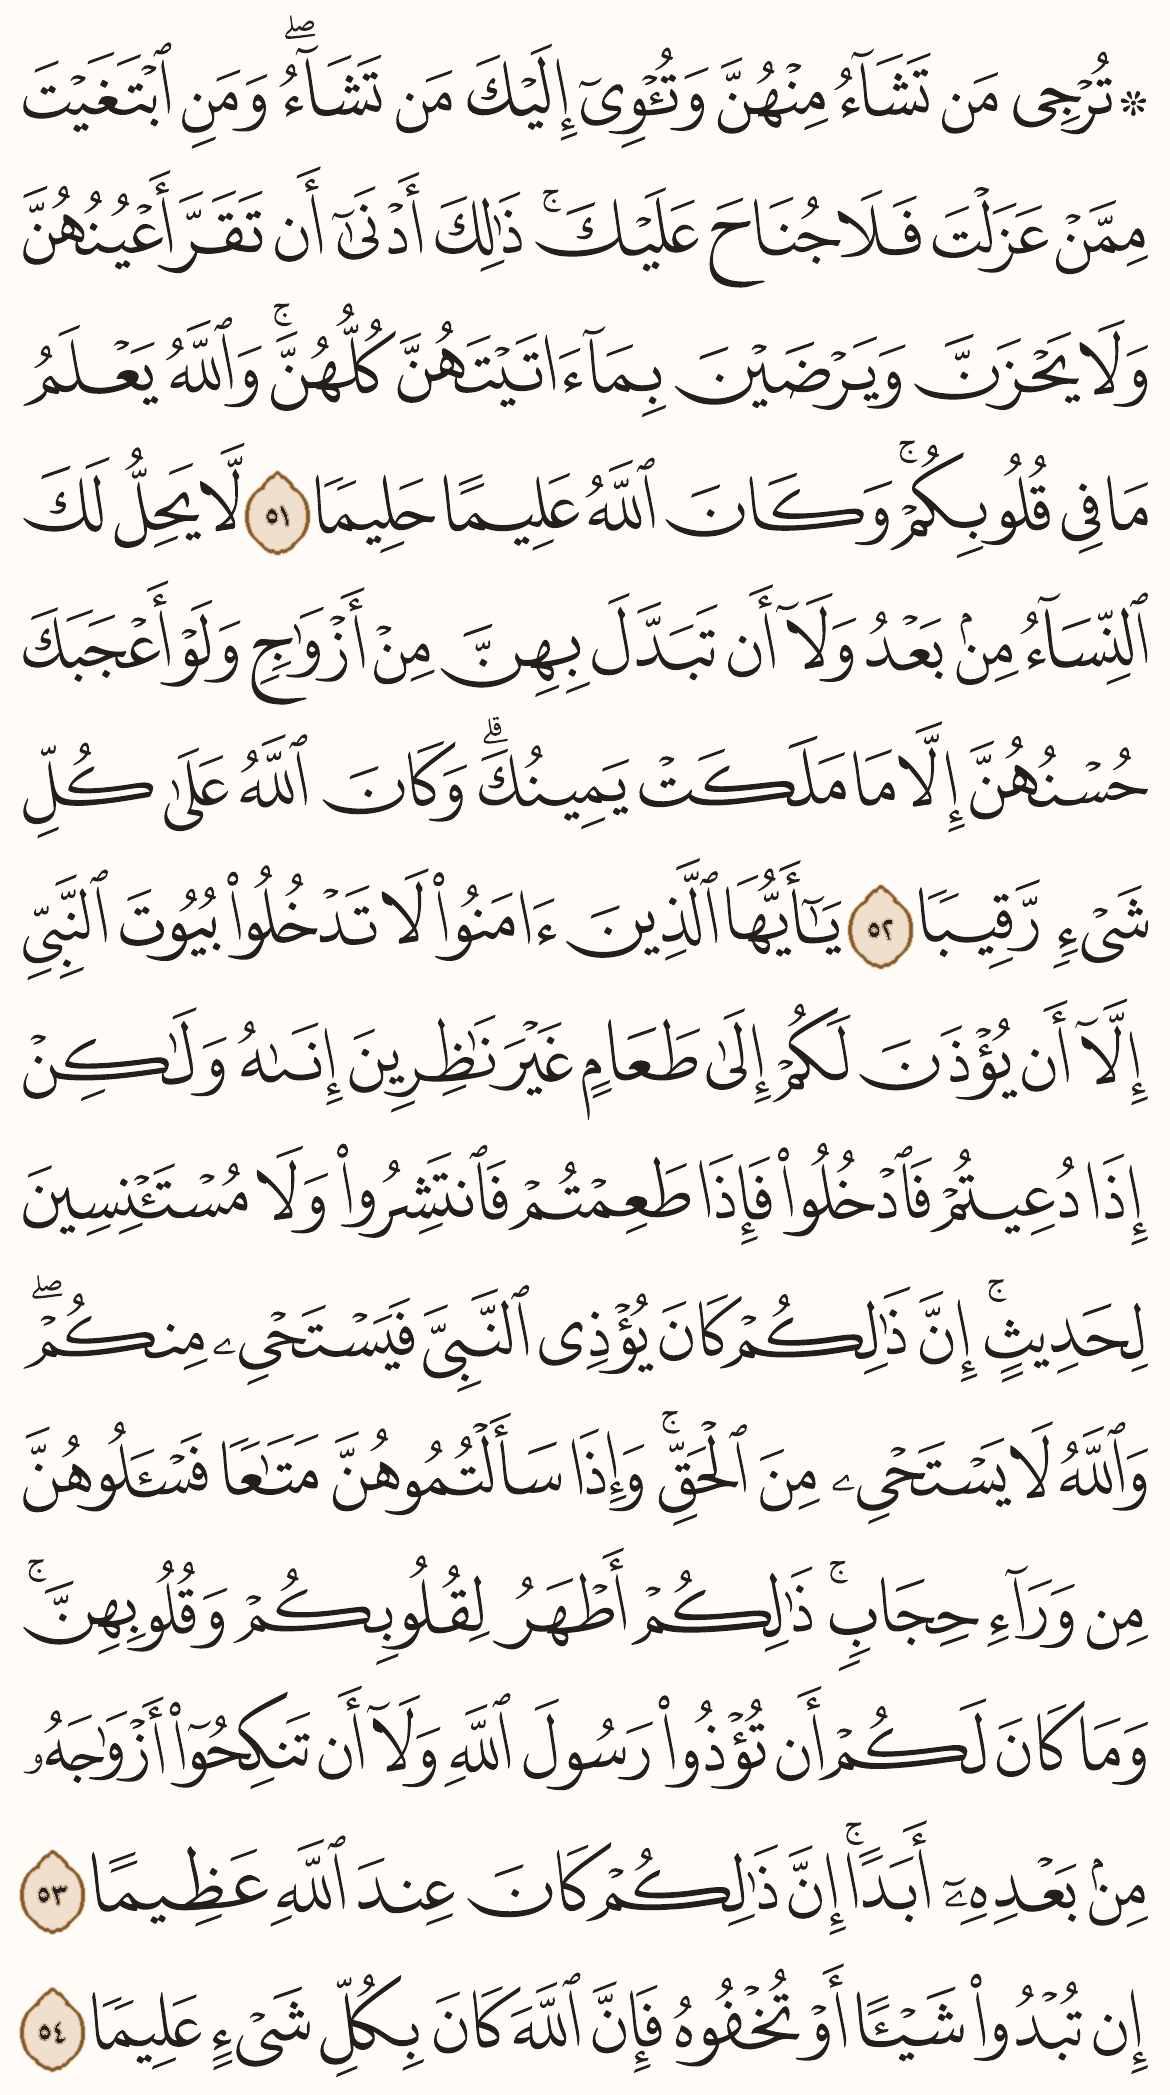 ۞ تُرْجِى مَن تَشَآءُ مِنْهُنَّ وَتُـْٔوِىٓ إِلَيْكَ مَن تَشَآءُ ۖ وَمَنِ ٱبْتَغَيْتَ
مِمَّنْ عَزَلْتَ فَلَا جُنَاحَ عَلَيْكَ ۚ ذَٰلِكَ أَدْنَىٰٓ أَن تَقَرَّ أَعْيُنُهُنَّ
وَلَا يَحْزَنَّ وَيَرْضَيْنَ بِمَآ ءَاتَيْتَهُنَّ كُلُّهُنَّ ۚ وَٱللَّهُ يَعْلَمُ
مَا فِى قُلُوبِكُمْ ۚ وَكَانَ ٱللَّهُ عَلِيمًا حَلِيمًا ٥١ لَّا يَحِلُّ لَكَ
ٱلنِّسَآءُ مِنۢ بَعْدُ وَلَآ أَن تَبَدَّلَ بِهِنَّ مِنْ أَزْوَٰجٍ وَلَوْ أَعْجَبَكَ
حُسْنُهُنَّ إِلَّا مَا مَلَكَتْ يَمِينُكَ ۗ وَكَانَ ٱللَّهُ عَلَىٰ كُلِّ
شَىْءٍ رَّقِيبًا ٥٢ يَـٰٓأَيُّهَا ٱلَّذِينَ ءَامَنُوا۟ لَا تَدْخُلُوا۟ بُيُوتَ ٱلنَّبِىِّ
إِلَّآ أَن يُؤْذَنَ لَكُمْ إِلَىٰ طَعَامٍ غَيْرَ نَـٰظِرِينَ إِنَىٰهُ وَلَـٰكِنْ
إِذَا دُعِيتُمْ فَٱدْخُلُوا۟ فَإِذَا طَعِمْتُمْ فَٱنتَشِرُوا۟ وَلَا مُسْتَـْٔنِسِينَ
لِحَدِيثٍ ۚ إِنَّ ذَٰلِكُمْ كَانَ يُؤْذِى ٱلنَّبِىَّ فَيَسْتَحْىِۦ مِنكُمْ ۖ
وَٱللَّهُ لَا يَسْتَحْىِۦ مِنَ ٱلْحَقِّ ۚ وَإِذَا سَأَلْتُمُوهُنَّ مَتَـٰعًا فَسْـَٔلُوهُنَّ
مِن وَرَآءِ حِجَابٍ ۚ ذَٰلِكُمْ أَطْهَرُ لِقُلُوبِكُمْ وَقُلُوبِهِنَّ ۚ
وَمَا كَانَ لَكُمْ أَن تُؤْذُوا۟ رَسُولَ ٱللَّهِ وَلَآ أَن تَنكِحُوٓا۟ أَزْوَٰجَهُۥ
مِنۢ بَعْدِهِۦٓ أَبَدًا ۚ إِنَّ ذَٰلِكُمْ كَانَ عِندَ ٱللَّهِ عَظِيمًا ٥٣
إِن تُبْدُوا۟ شَيْـًٔا أَوْ تُخْفُوهُ فَإِنَّ ٱللَّهَ كَانَ بِكُلِّ شَىْءٍ عَلِيمًا ٥٤